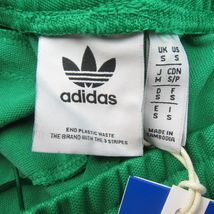 adidas
END PLASTIC WASTE
THE BRAND WITH THE 3 STRIPES
UK US
S S
J CDN
M S/P
D F
S S
E I
S S
MADE IN
CAMBODIA